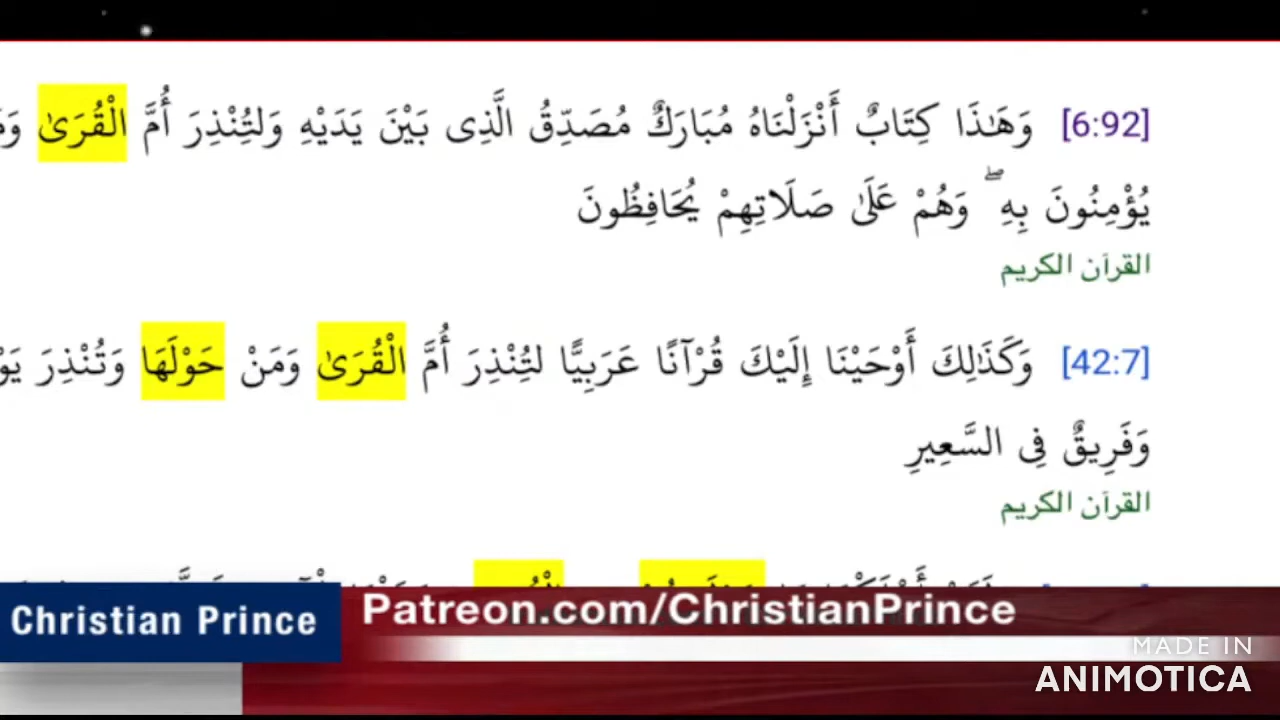 [6:92] وَهَٰذَا كِتَابٌ أَنْزَلْنَاهُ مُبَارَكٌ مُصَدِّقُ الَّذِى بَيْنَ يَدَيْهِ وَلِتُنْذِرَ أُمَّ الْقُرَىٰ
يُؤْمِنُونَ بِهِ ۖ وَهُمْ عَلَىٰ صَلَاتِهِمْ يُحَافِظُونَ
القرآن الكريم
[42:7] وَكَذَٰلِكَ أَوْحَيْنَا إِلَيْكَ قُرْآنًا عَرَبِيًّا لِتُنْذِرَ أُمَّ الْقُرَىٰ وَمَنْ حَوْلَهَا وَتُنْذِرَ
وَفَرِيقٌ فِى السَّعِيرِ
القرآن الكريم
Christian Prince
Patreon.com/ChristianPrince
MADE IN
ANIMOTICA